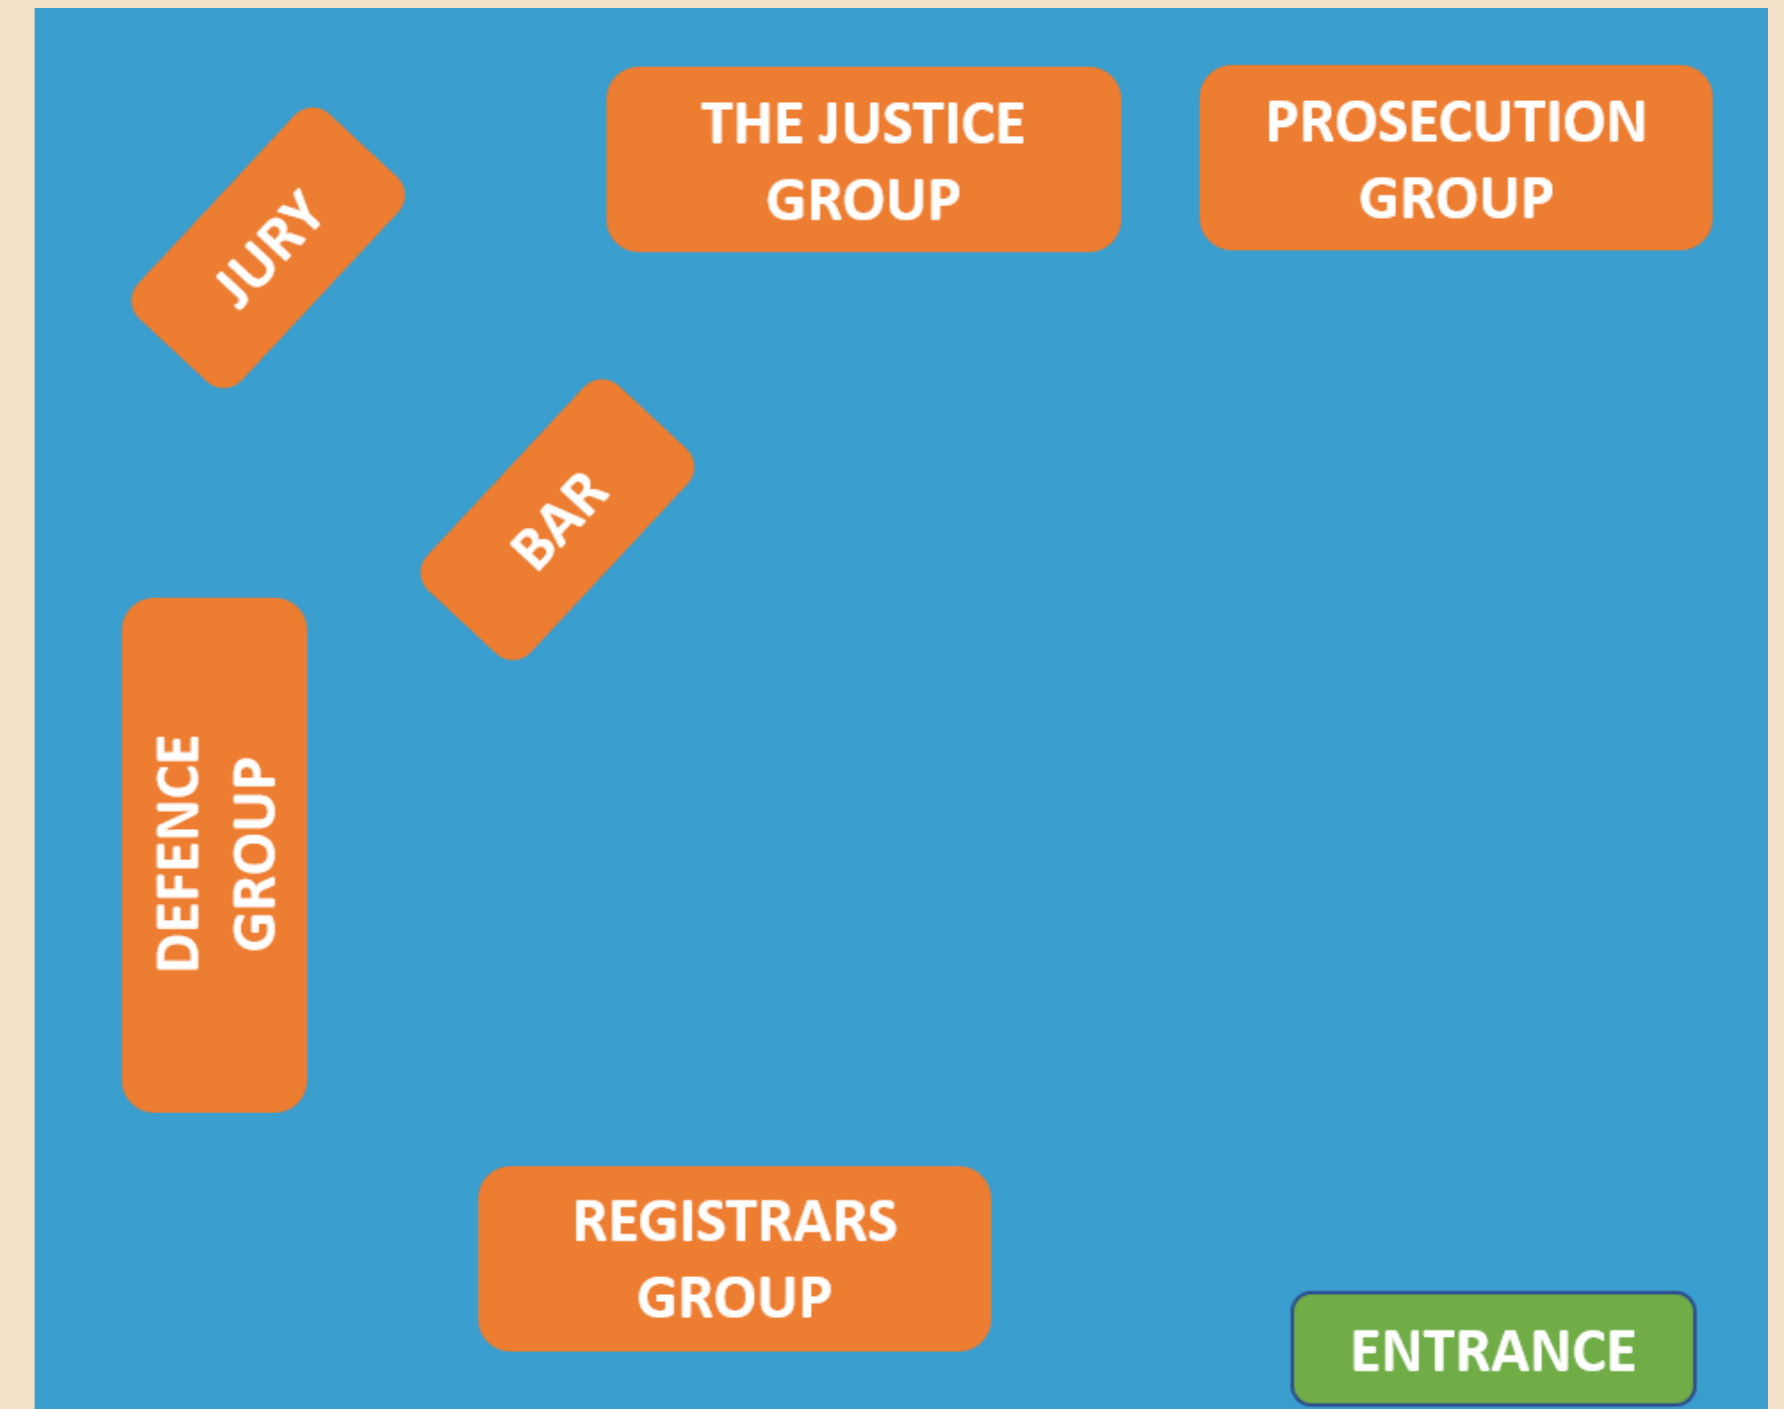 THE JUSTICE
GROUP
PROSECUTION
GROUP
JURY
BAR
DEFENCE
GROUP
REGISTRARS
GROUP
ENTRANCE